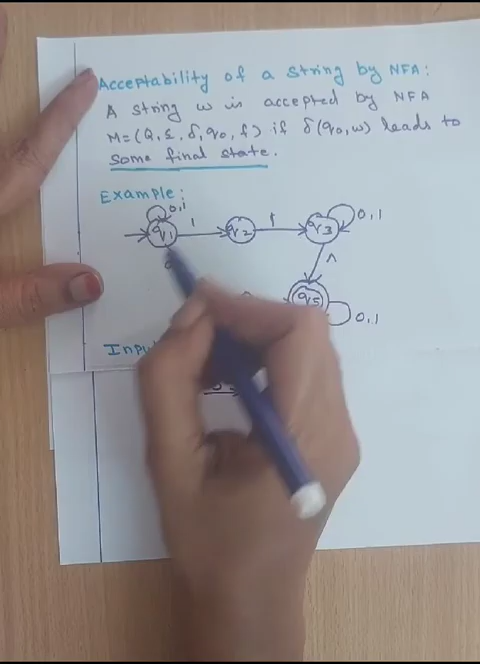 Acceptability of a string by NFA:
A string w is accepted by NFA
M=(Q, Σ, δ, q0, f) if δ(q0,w) leads to
some final state.
Example:
0,1
q1
1
q2
1
q3
0,1
^
q5
0,1
Inp